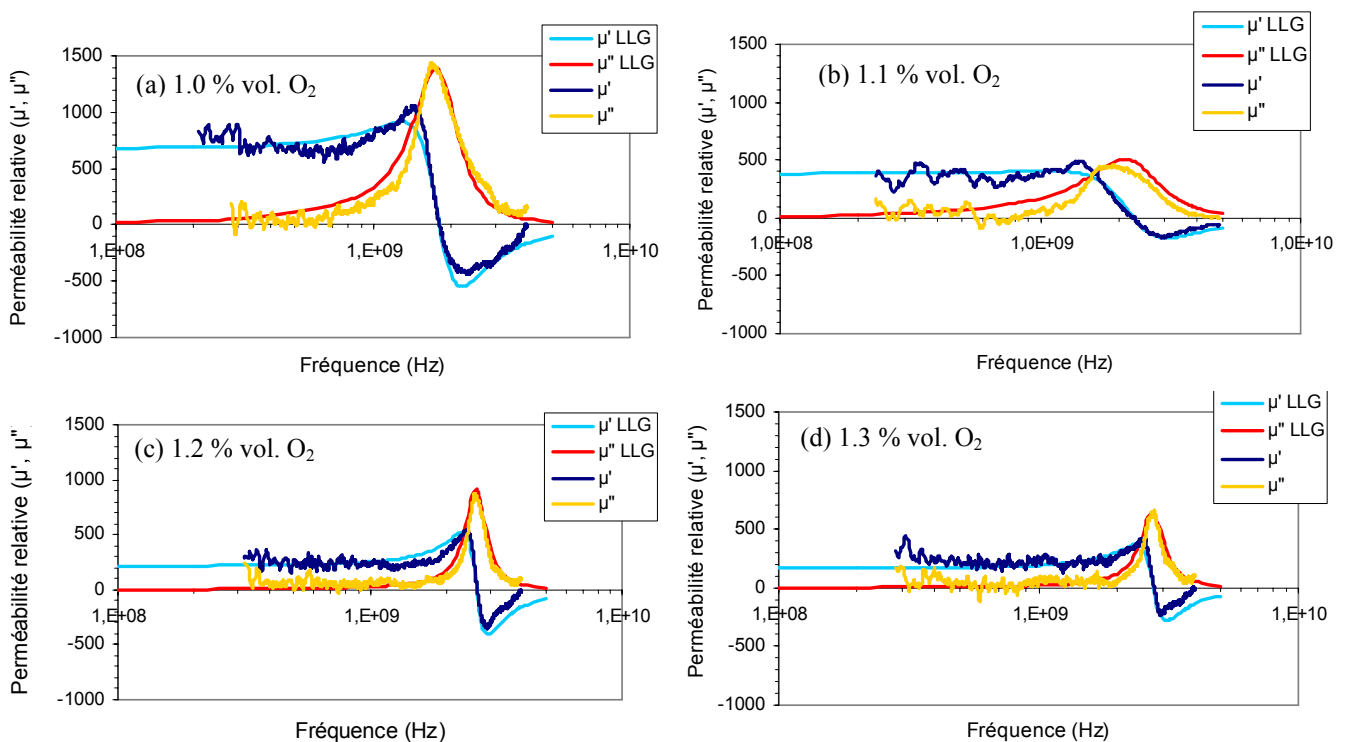 (a) 1.0 % vol. O₂
Perméabilité relative (µ', µ")
1500
1000
500
0
-500
-1000
1,E+08
1,E+09
1,E+10
Fréquence (Hz)
µ' LLG
µ" LLG
µ'
µ"
(b) 1.1 % vol. O₂
Perméabilité relative (µ', µ")
1500
1000
500
0
-500
-1000
1,0E+08
1,0E+09
1,0E+10
Fréquence (Hz)
µ' LLG
µ" LLG
µ'
µ"
(c) 1.2 % vol. O₂
Perméabilité relative (µ', µ"
1500
1000
500
0
-500
-1000
1,E+08
1,E+09
1,E+10
Fréquence (Hz)
µ' LLG
µ" LLG
µ'
µ"
(d) 1.3 % vol. O₂
Perméabilité relative (µ', µ")
1500
1000
500
0
-500
-1000
1,E+08
1,E+09
1,E+10
Fréquence (Hz)
µ' LLG
µ" LLG
µ'
µ"